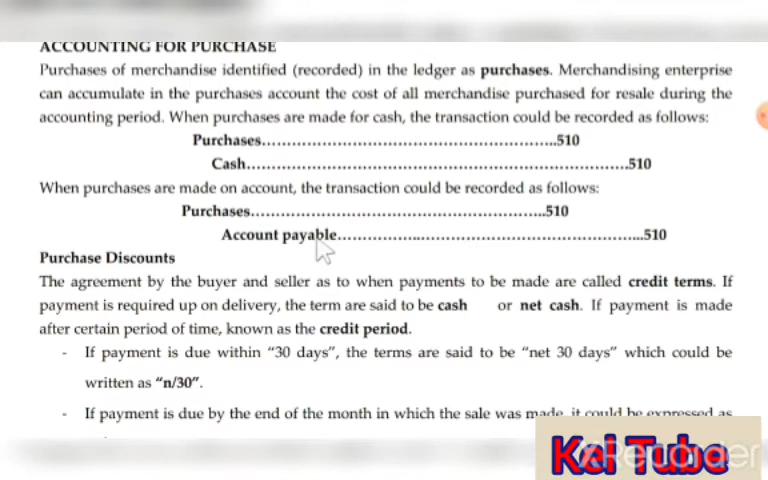 ACCOUNTING FOR PURCHASE
Purchases of merchandise identified (recorded) in the ledger as purchases. Merchandising enterprise
can accumulate in the purchases account the cost of all merchandise purchased for resale during the
accounting period. When purchases are made for cash, the transaction could be recorded as follows:
Purchases……………………………………………………..510
Cash…………………………………………………………………….510
When purchases are made on account, the transaction could be recorded as follows:
Purchases……………………………………………………..510
Account payable……………..……………………………………...510
Purchase Discounts
The agreement by the buyer and seller as to when payments to be made are called credit terms. If
payment is required up on delivery, the term are said to be cash or net cash. If payment is made
after certain period of time, known as the credit period.
- If payment is due within “30 days”, the terms are said to be “net 30 days” which could be
written as “n/30”.
- If payment is due by the end of the month in which the sale was made, it could be expressed as
Kal Tube